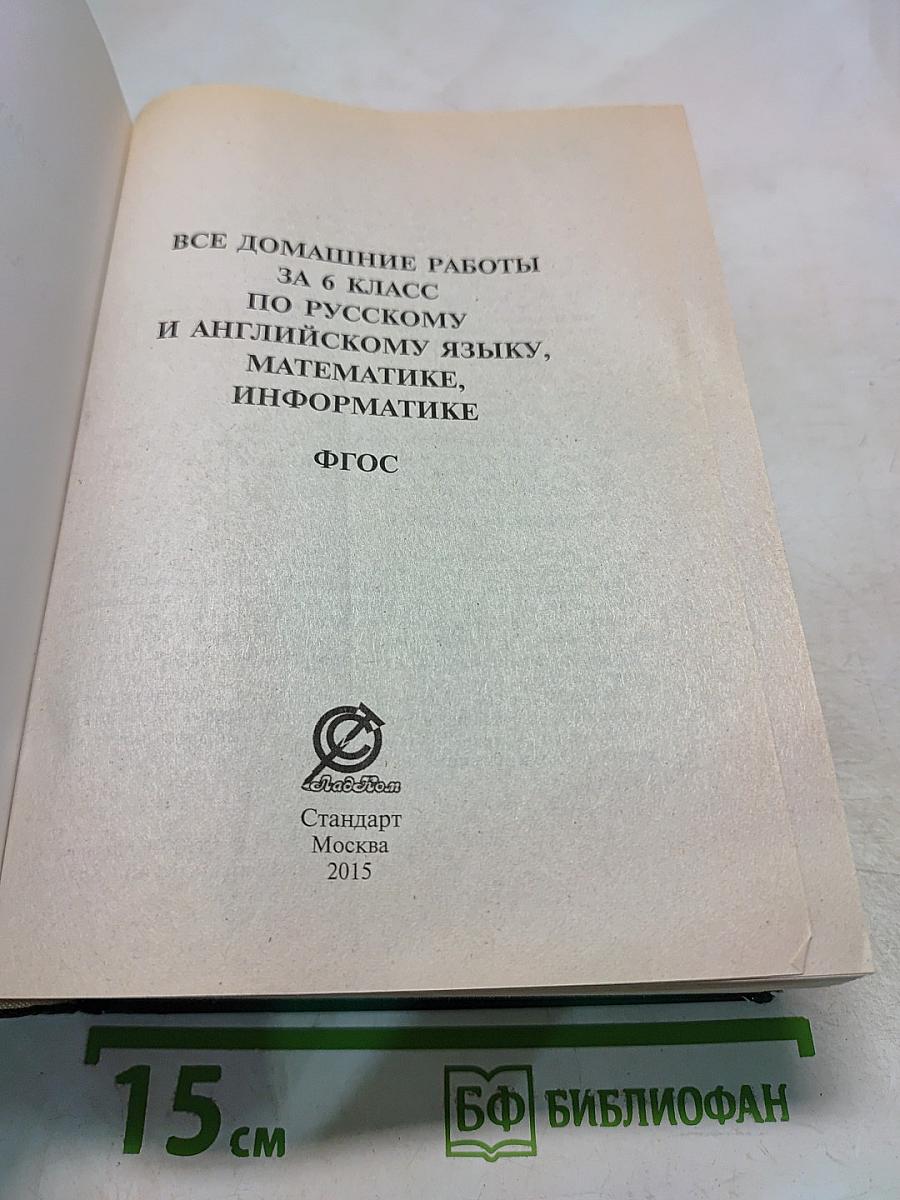 ВСЕ ДОМАШНИЕ РАБОТЫ
ЗА 6 КЛАСС
ПО РУССКОМУ
И АНГЛИЙСКОМУ ЯЗЫКУ,
МАТЕМАТИКЕ,
ИНФОРМАТИКЕ
ФГОС
ЛадКом
Стандарт
Москва
2015
15 см
БФ БИБЛИОФАН